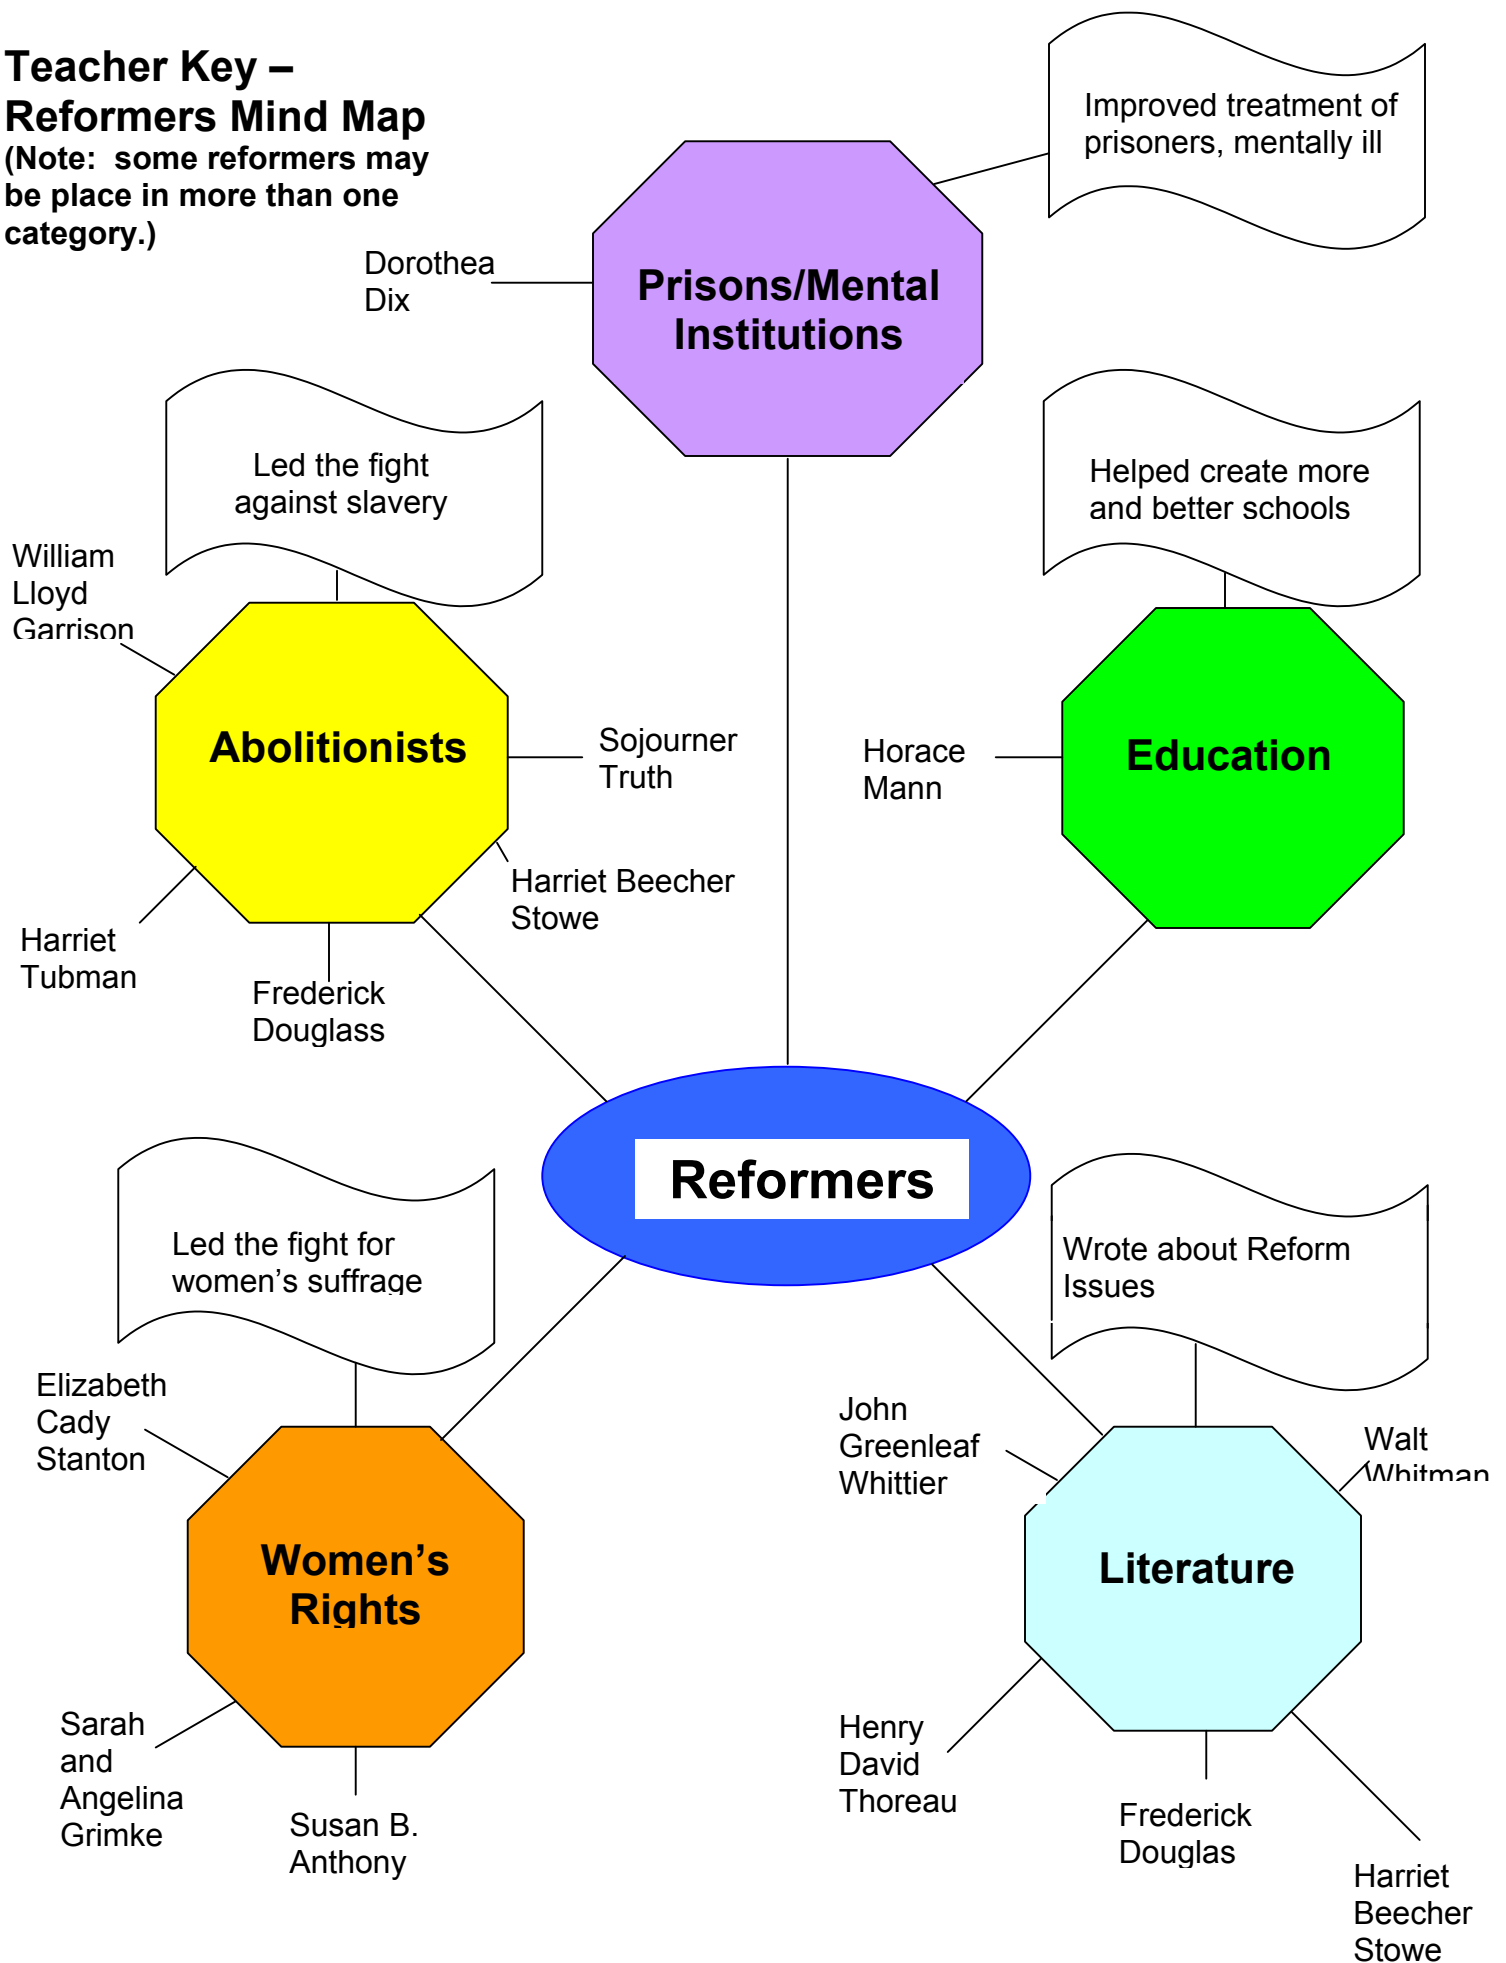 Teacher Key –
Reformers Mind Map
(Note:  some reformers may
be place in more than one
category.)
Improved treatment of
prisoners, mentally ill
Dorothea
Dix
Prisons/Mental
Institutions
Led the fight
against slavery
Helped create more
and better schools
William
Lloyd
Garrison
Abolitionists
Sojourner
Truth
Horace
Mann
Education
Harriet Beecher
Stowe
Harriet
Tubman
Frederick
Douglass
Reformers
Led the fight for
women’s suffrage
Wrote about Reform
Issues
Elizabeth
Cady
Stanton
John
Greenleaf
Whittier
Walt
Whitman
Women’s
Rights
Literature
Sarah
and
Angelina
Grimke
Susan B.
Anthony
Henry
David
Thoreau
Frederick
Douglas
Harriet
Beecher
Stowe